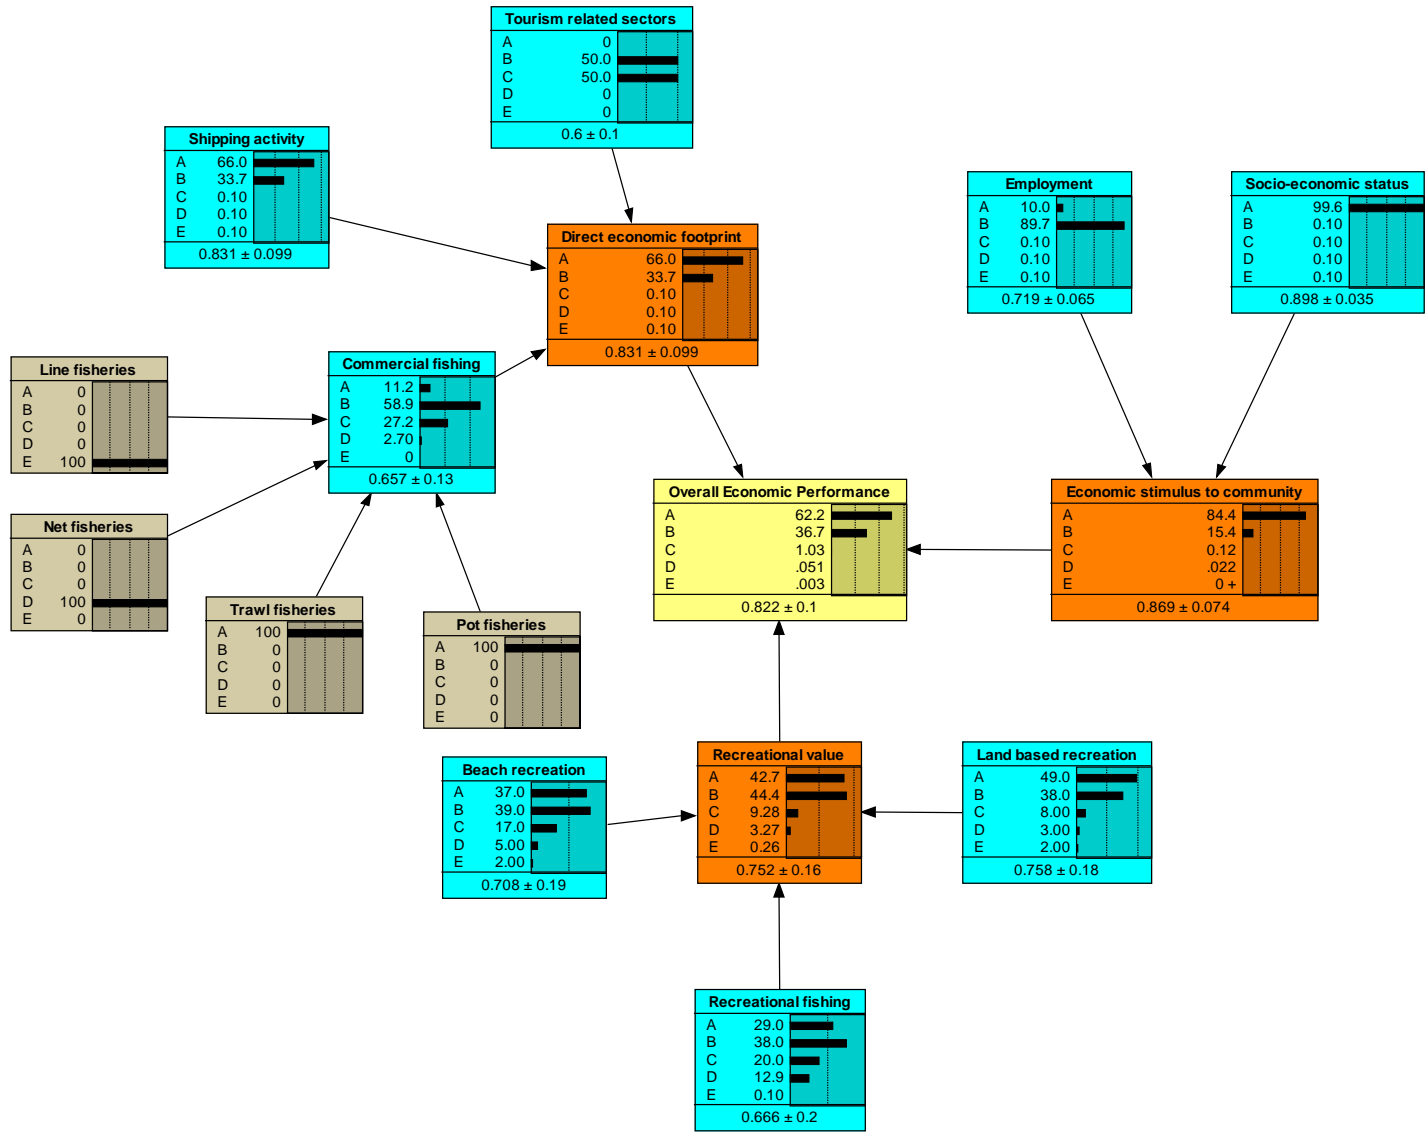 Tourism related sectors
A 0
B 50.0
C 50.0
D 0
E 0
0.6 ± 0.1
Shipping activity
A 66.0
B 33.7
C 0.10
D 0.10
E 0.10
0.831 ± 0.099
Employment
A 10.0
B 89.7
C 0.10
D 0.10
E 0.10
0.719 ± 0.065
Socio-economic status
A 99.6
B 0.10
C 0.10
D 0.10
E 0.10
0.898 ± 0.035
Direct economic footprint
A 66.0
B 33.7
C 0.10
D 0.10
E 0.10
0.831 ± 0.099
Line fisheries
A 0
B 0
C 0
D 0
E 100
Commercial fishing
A 11.2
B 58.9
C 27.2
D 2.70
E 0
0.657 ± 0.13
Net fisheries
A 0
B 0
C 0
D 100
E 0
Overall Economic Performance
A 62.2
B 36.7
C 1.03
D .051
E .003
0.822 ± 0.1
Economic stimulus to community
A 84.4
B 15.4
C 0.12
D .022
E 0 +
0.869 ± 0.074
Trawl fisheries
A 100
B 0
C 0
D 0
E 0
Pot fisheries
A 100
B 0
C 0
D 0
E 0
Beach recreation
A 37.0
B 39.0
C 17.0
D 5.00
E 2.00
0.708 ± 0.19
Recreational value
A 42.7
B 44.4
C 9.28
D 3.27
E 0.26
0.752 ± 0.16
Land based recreation
A 49.0
B 38.0
C 8.00
D 3.00
E 2.00
0.758 ± 0.18
Recreational fishing
A 29.0
B 38.0
C 20.0
D 12.9
E 0.10
0.666 ± 0.2